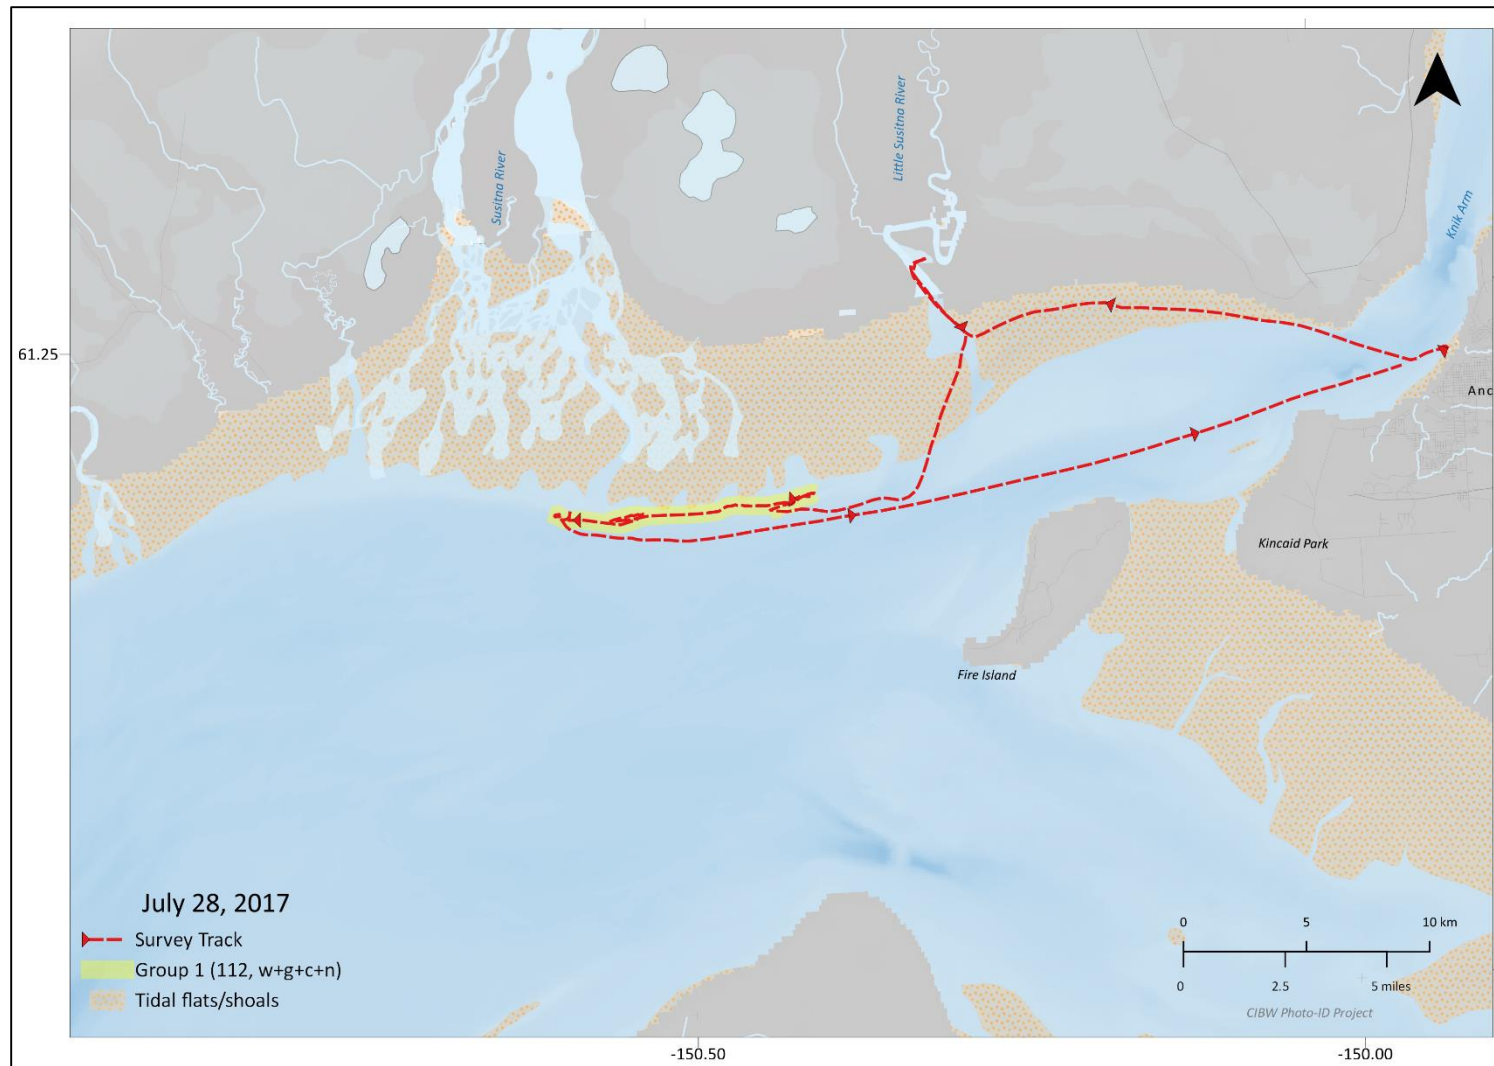 Susitna River
Little Susitna River
Knik Arm
61.25
Anc
Kincaid Park
Fire Island
July 28, 2017
Survey Track
Group 1 (112, w+g+c+n)
Tidal flats/shoals
0 5 10 km
0 2.5 5 miles
CIBW Photo-ID Project
-150.50
-150.00